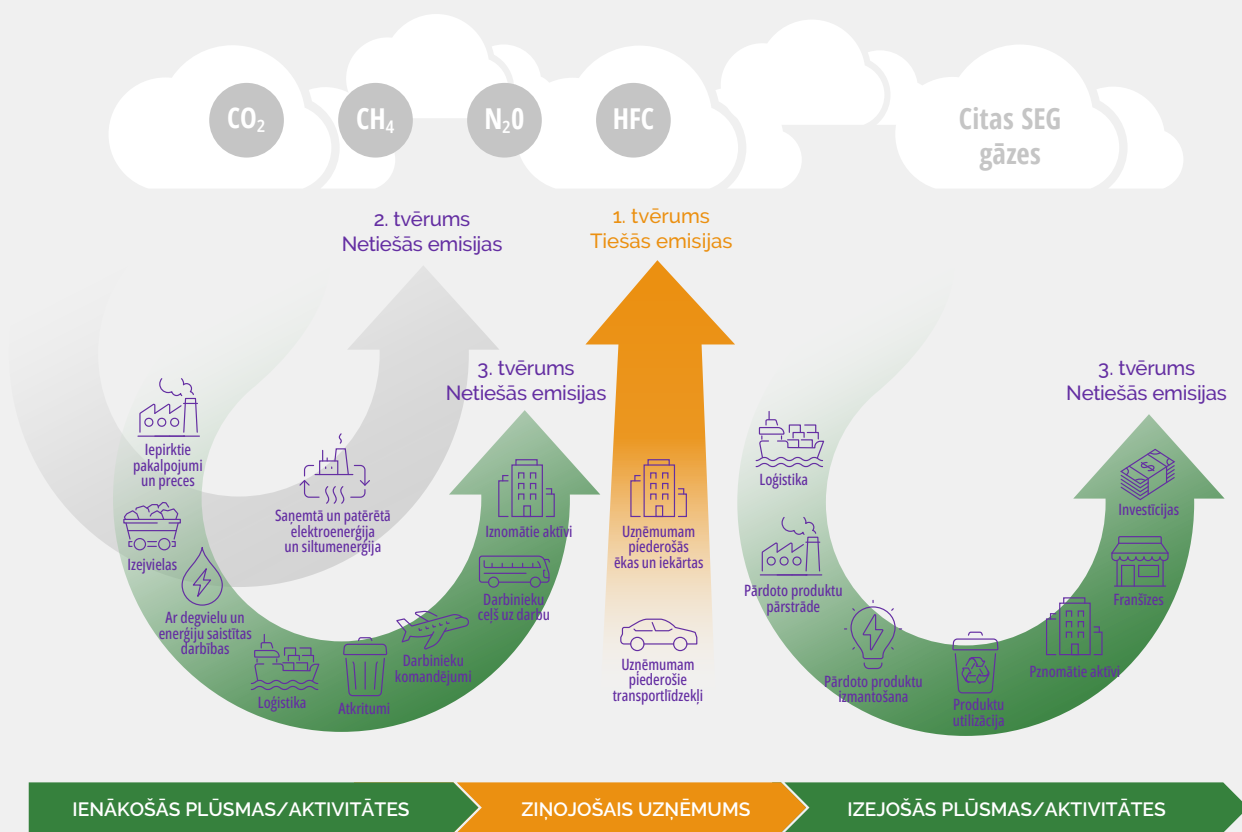 CO₂
CH₄
N₂0
HFC
Citas SEG
gāzes
2. tvērums
Netiešās emisijas
1. tvērums
Tiešās emisijas
3. tvērums
Netiešās emisijas
3. tvērums
Netiešās emisijas
Iepirktie
pakalpojumi
un preces
Izejvielas
Ar degvielu un
enerģiju saistītas
darbības
Loģistika
Atkritumi
Darbinieku
komandējumi
Darbinieku
ceļš uz darbu
Iznomātie aktīvi
Saņemtā un patērētā
elektroenerģija
un siltumenerģija
Uzņēmumam
piederošās
ēkas un iekārtas
Uzņēmumam
piederošie
transportlīdzekļi
Loģistika
Pārdoto produktu
pārstrāde
Pārdoto produktu
izmantošana
Produktu
utilizācija
Pznomātie aktīvi
Franšīzes
Investīcijas
IENĀKOŠĀS PLŪSMAS/AKTIVITĀTES
ZIŅOJOŠAIS UZŅĒMUMS
IZEJOŠĀS PLŪSMAS/AKTIVITĀTES